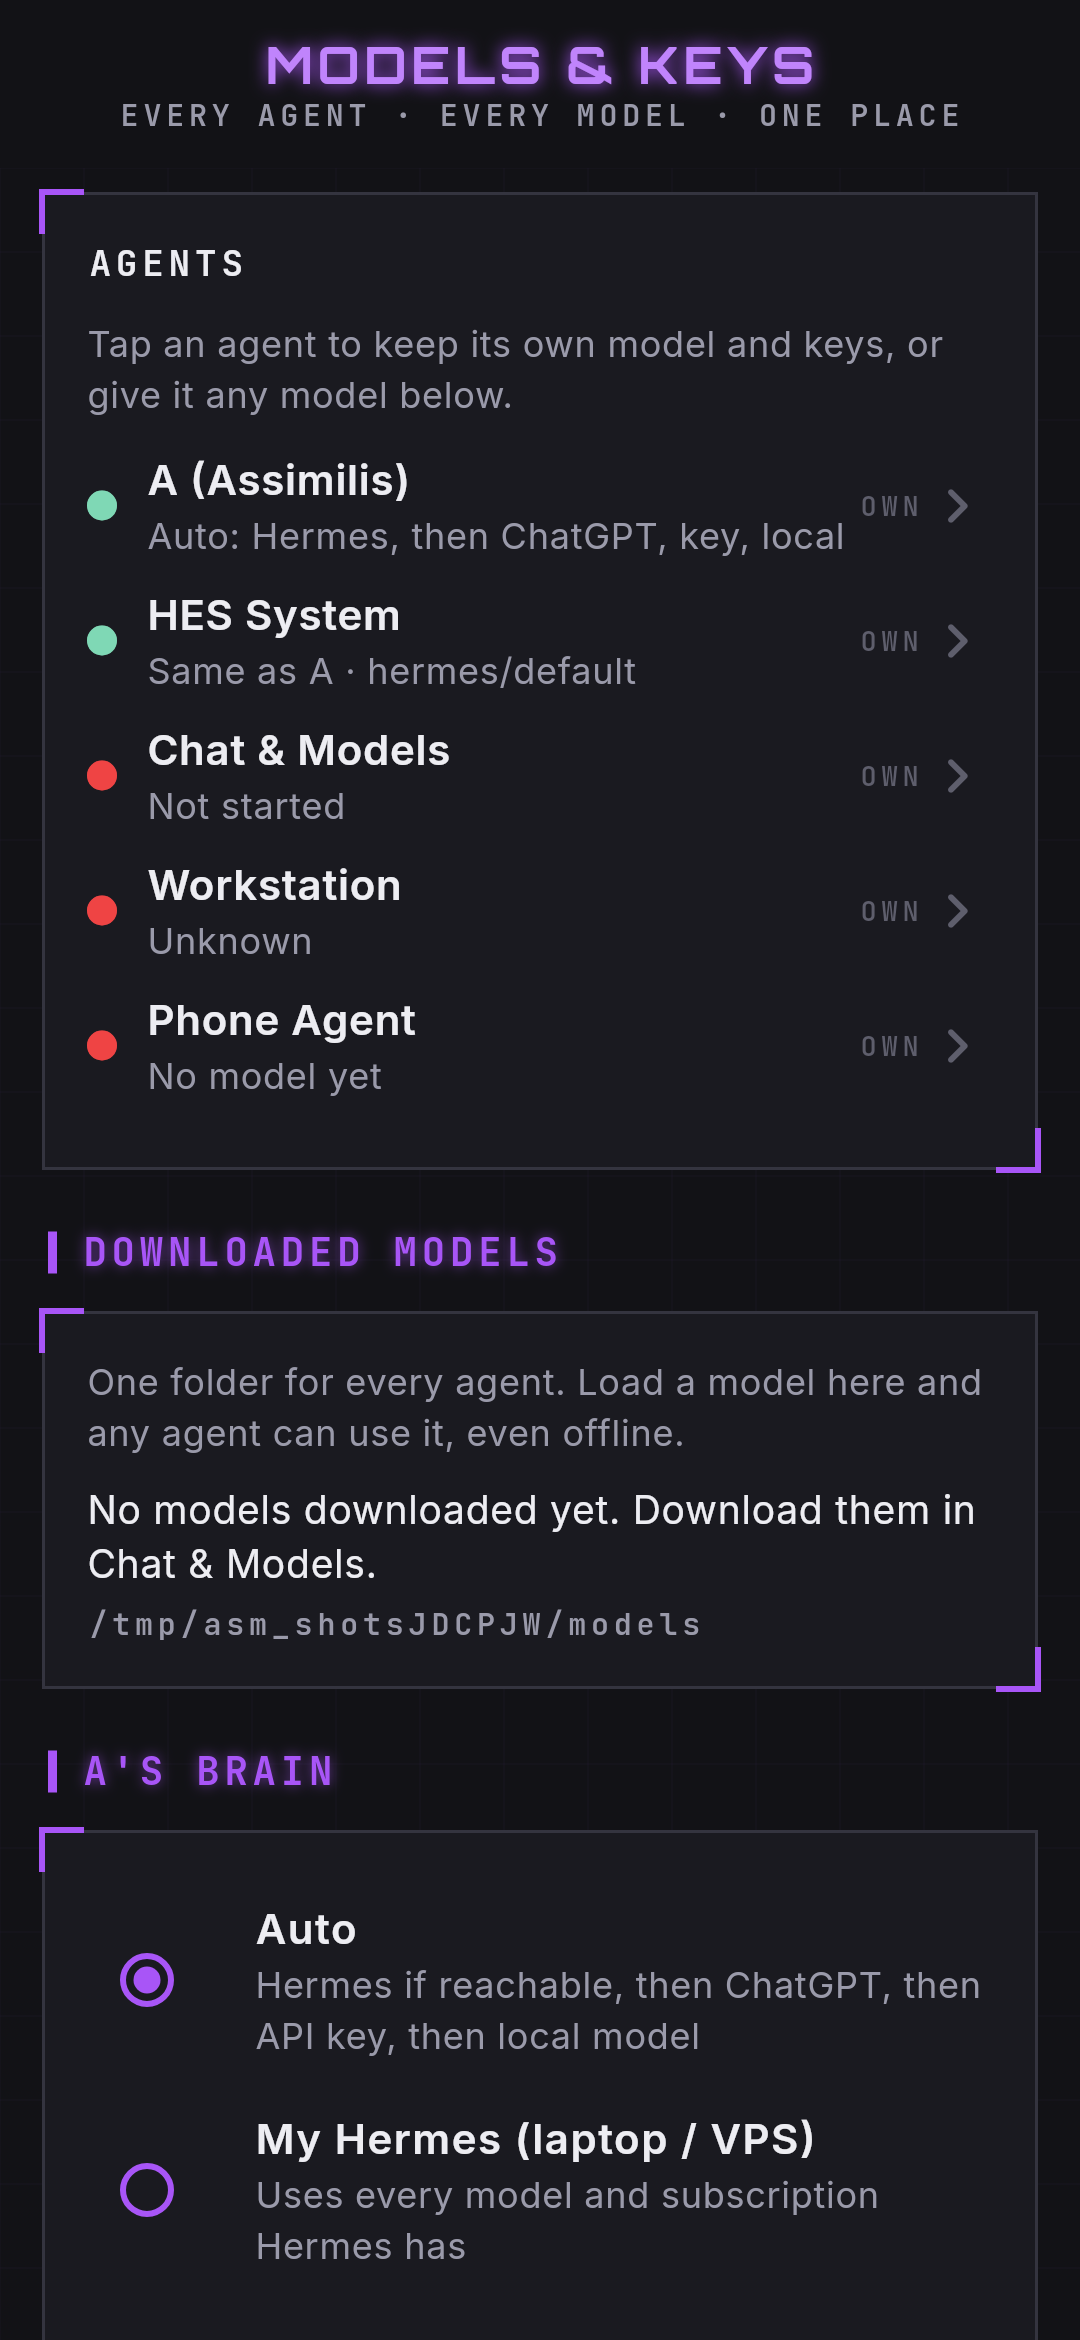 MODELS & KEYS
EVERY AGENT · EVERY MODEL · ONE PLACE
AGENTS
Tap an agent to keep its own model and keys, or
give it any model below.
A (Assimilis)
Auto: Hermes, then ChatGPT, key, local
OWN
HES System
Same as A · hermes/default
OWN
Chat & Models
Not started
OWN
Workstation
Unknown
OWN
Phone Agent
No model yet
OWN
DOWNLOADED MODELS
One folder for every agent. Load a model here and
any agent can use it, even offline.
No models downloaded yet. Download them in
Chat & Models.
/tmp/asm_shotsJDCPJW/models
A'S BRAIN
Auto
Hermes if reachable, then ChatGPT, then
API key, then local model
My Hermes (laptop / VPS)
Uses every model and subscription
Hermes has